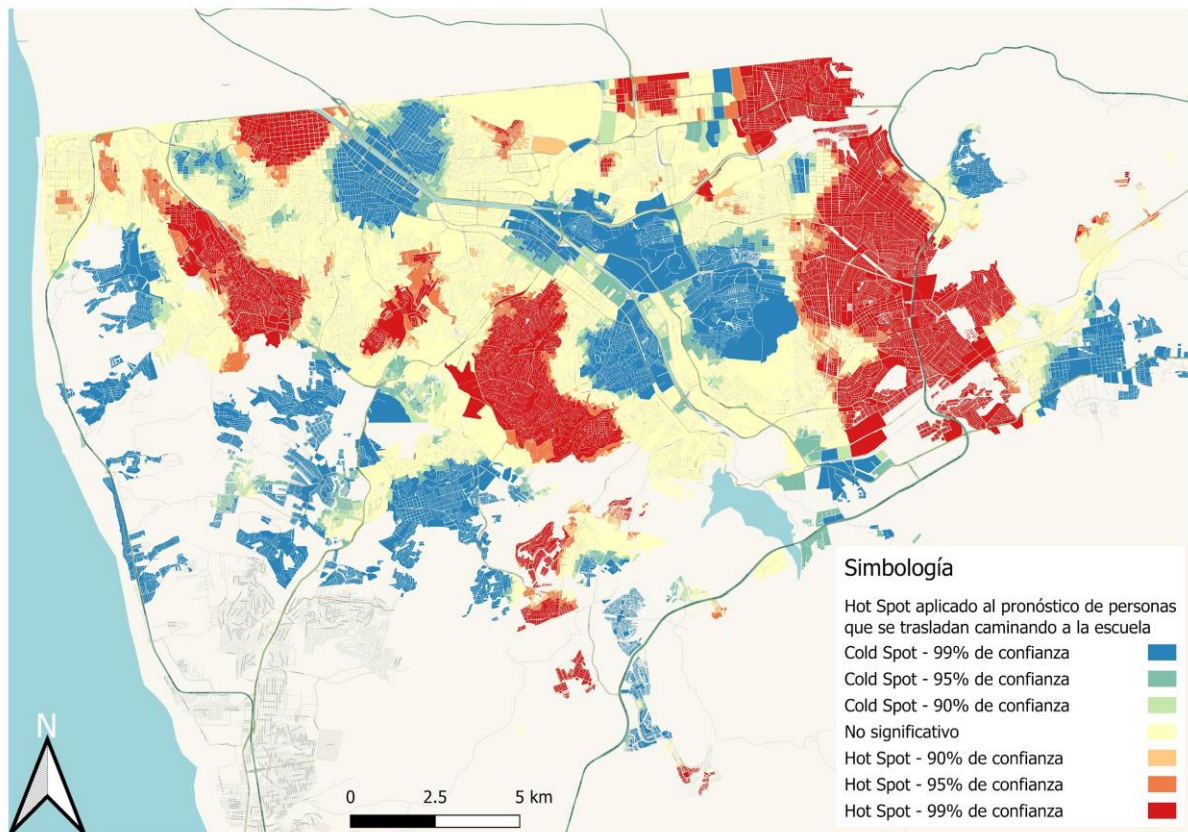 Simbología
Hot Spot aplicado al pronóstico de personas
que se trasladan caminando a la escuela
Cold Spot - 99% de confianza
Cold Spot - 95% de confianza
Cold Spot - 90% de confianza
No significativo
Hot Spot - 90% de confianza
Hot Spot - 95% de confianza
Hot Spot - 99% de confianza
N
0 2.5 5 km